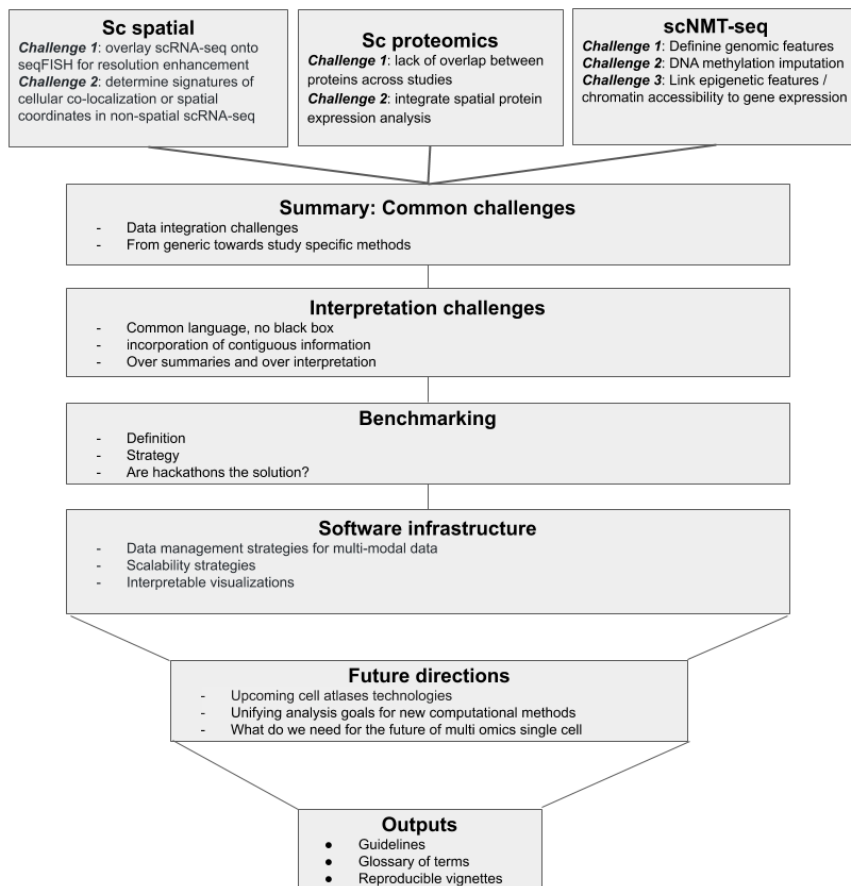 Sc spatial
Challenge 1: overlay scRNA-seq onto
seqFISH for resolution enhancement
Challenge 2: determine signatures of
cellular co-localization or spatial
coordinates in non-spatial scRNA-seq
Sc proteomics
Challenge 1: lack of overlap between
proteins across studies
Challenge 2: integrate spatial protein
expression analysis
scNMT-seq
Challenge 1: Definine genomic features
Challenge 2: DNA methylation imputation
Challenge 3: Link epigenetic features /
chromatin accessibility to gene expression
Summary: Common challenges
- Data integration challenges
- From generic towards study specific methods
Interpretation challenges
- Common language, no black box
- incorporation of contiguous information
- Over summaries and over interpretation
Benchmarking
- Definition
- Strategy
- Are hackathons the solution?
Software infrastructure
- Data management strategies for multi-modal data
- Scalability strategies
- Interpretable visualizations
Future directions
- Upcoming cell atlases technologies
- Unifying analysis goals for new computational methods
- What do we need for the future of multi omics single cell
Outputs
● Guidelines
● Glossary of terms
● Reproducible vignettes